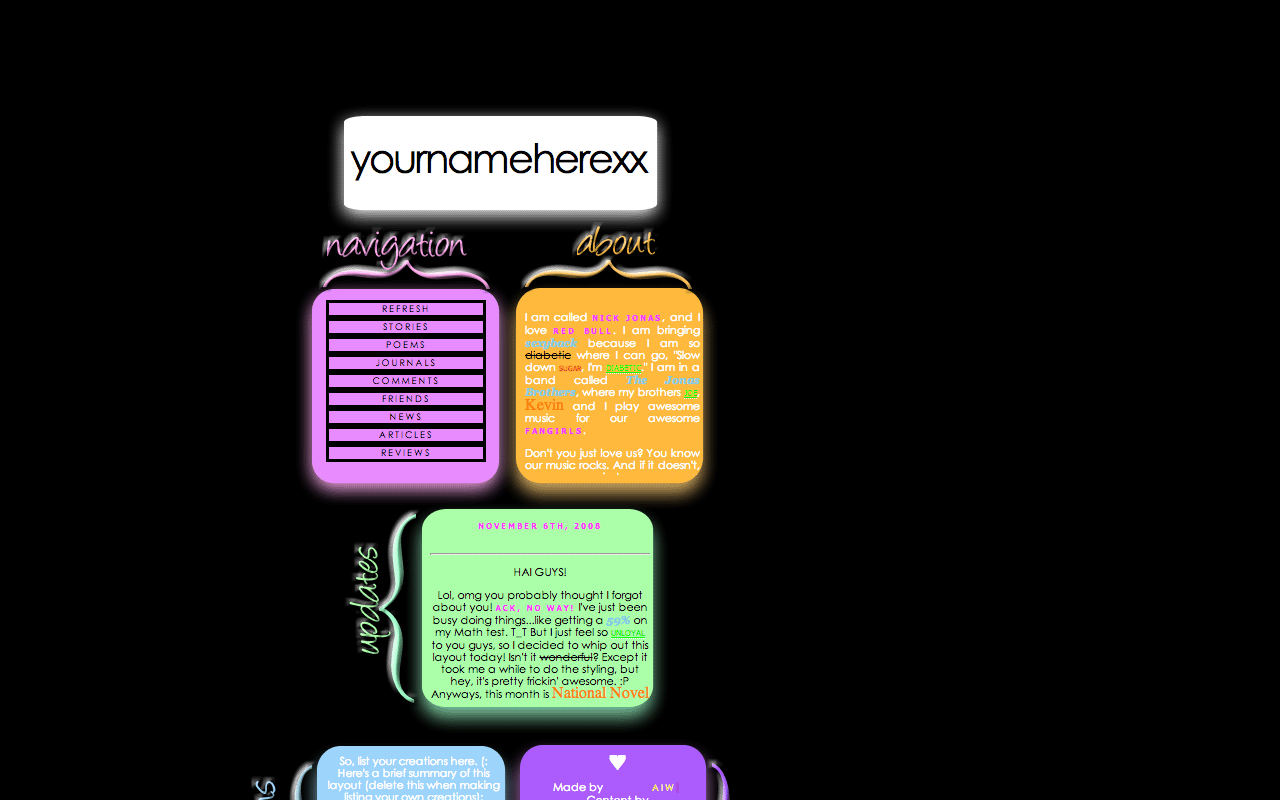 yournameherexx
navigation
about
REFRESH
STORIES
POEMS
JOURNALS
COMMENTS
FRIENDS
NEWS
ARTICLES
REVIEWS
I am called NICK JONAS, and I
love RED BULL. I am bringing
sexyback because I am so
diabetic where I can go, "Slow
down SUGAR, I'm DIABETIC." I am in a
band called The Jonas
Brothers, where my brothers
Kevin and I play awesome
music for our awesome
FANGIRLS.
Don't you just love us? You know
our music rocks. And if it doesn't,
updates
NOVEMBER 6TH, 2008
HAI GUYS!
Lol, omg you probably thought I forgot
about you! ACK, NO WAY! I've just been
busy doing things...like getting a 59% on
my Math test. T_T But I just feel so UNLOYAL
to you guys, so I decided to whip out this
layout today! Isn't it wonderful? Except it
took me a while to do the styling, but
hey, it's pretty frickin' awesome. :P
Anyways, this month is National Novel
So, list your creations here. (:
Here's a brief summary of this
layout (delete this when making
listing your own creations):
Made by AIW
Content by